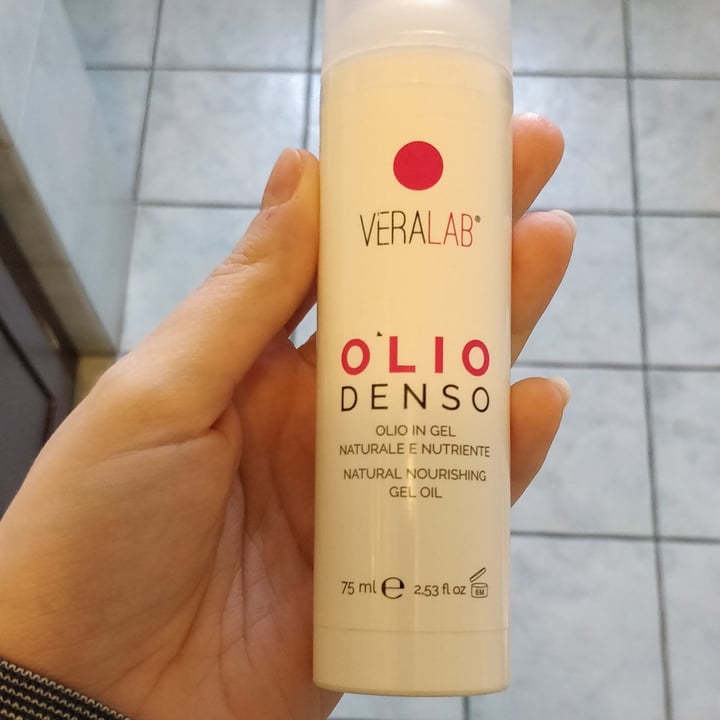 VERALAB®
OLIO
DENSO
OLIO IN GEL
NATURALE E NUTRIENTE
NATURAL NOURISHING
GEL OIL
75 ml ℮ 2,53 fl oz 6M